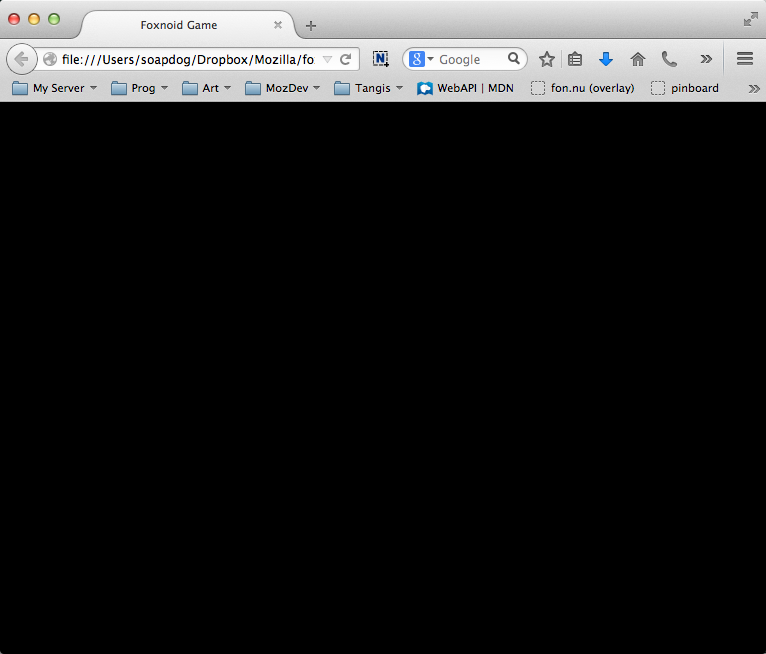 Foxnoid Game
file:///Users/soapdog/Dropbox/Mozilla/fo
Google
My Server Prog Art MozDev Tangis WebAPI | MDN fon.nu (overlay) pinboard